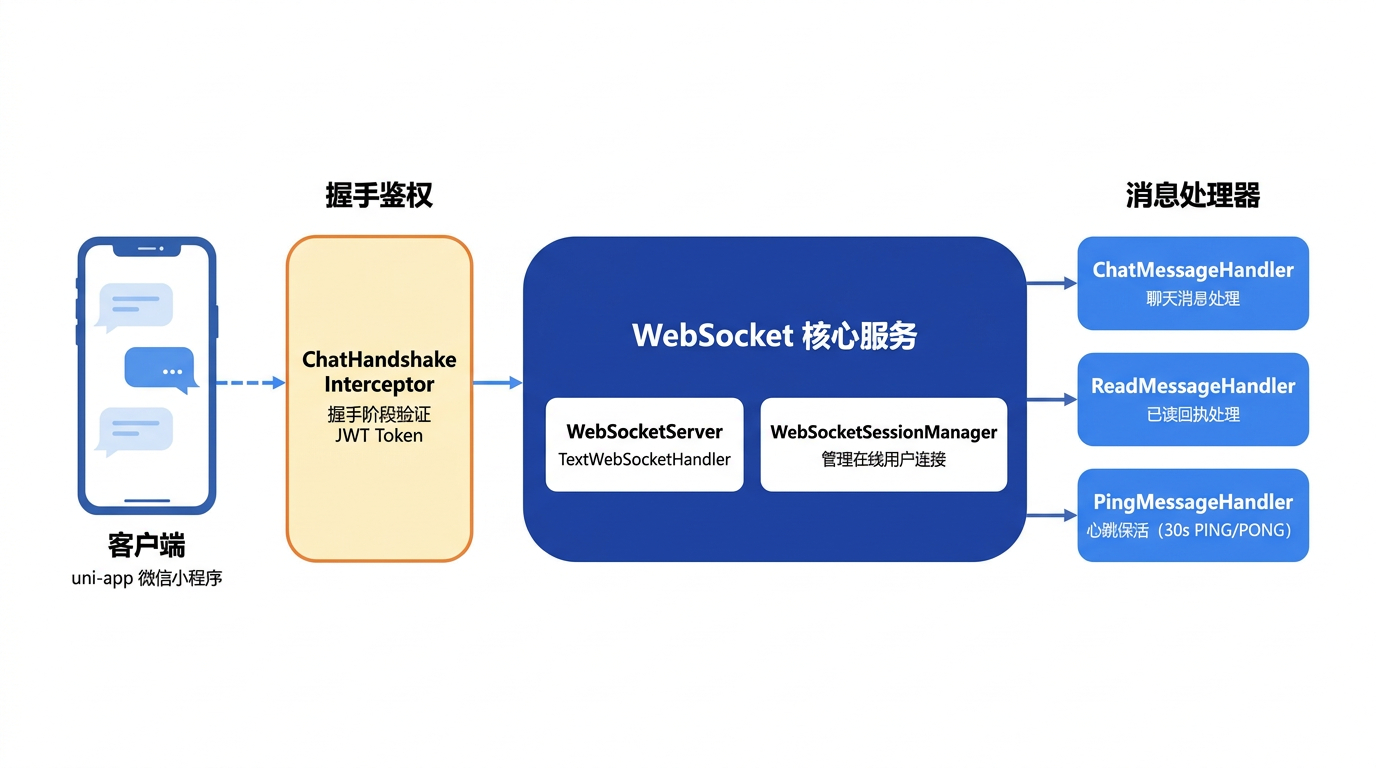 握手鉴权
消息处理器
客户端
uni-app 微信小程序
ChatHandshake
Interceptor
握手阶段验证
JWT Token
WebSocket 核心服务
WebSocketServer
TextWebSocketHandler
WebSocketSessionManager
管理在线用户连接
ChatMessageHandler
聊天消息处理
ReadMessageHandler
已读回执处理
PingMessageHandler
心跳保活（30s PING/PONG）